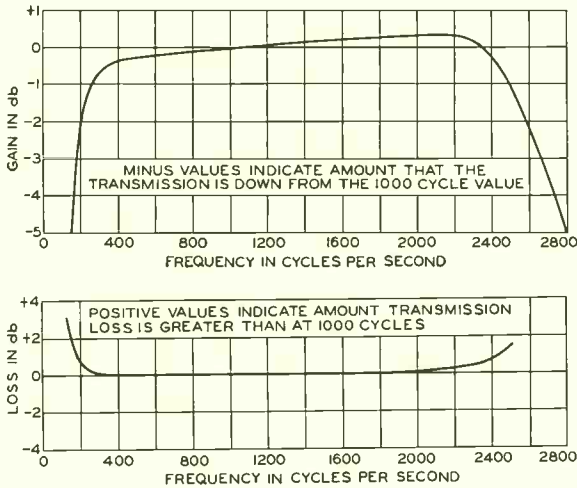 +1
0
-1
-2
-3
-4
-5
GAIN IN db
MINUS VALUES INDICATE AMOUNT THAT THE
TRANSMISSION IS DOWN FROM THE 1000 CYCLE VALUE
0 400 800 1200 1600 2000 2400 2800
FREQUENCY IN CYCLES PER SECOND
+4
+2
0
-2
-4
LOSS IN db
POSITIVE VALUES INDICATE AMOUNT TRANSMISSION
LOSS IS GREATER THAN AT 1000 CYCLES
0 400 800 1200 1600 2000 2400 2800
FREQUENCY IN CYCLES PER SECOND